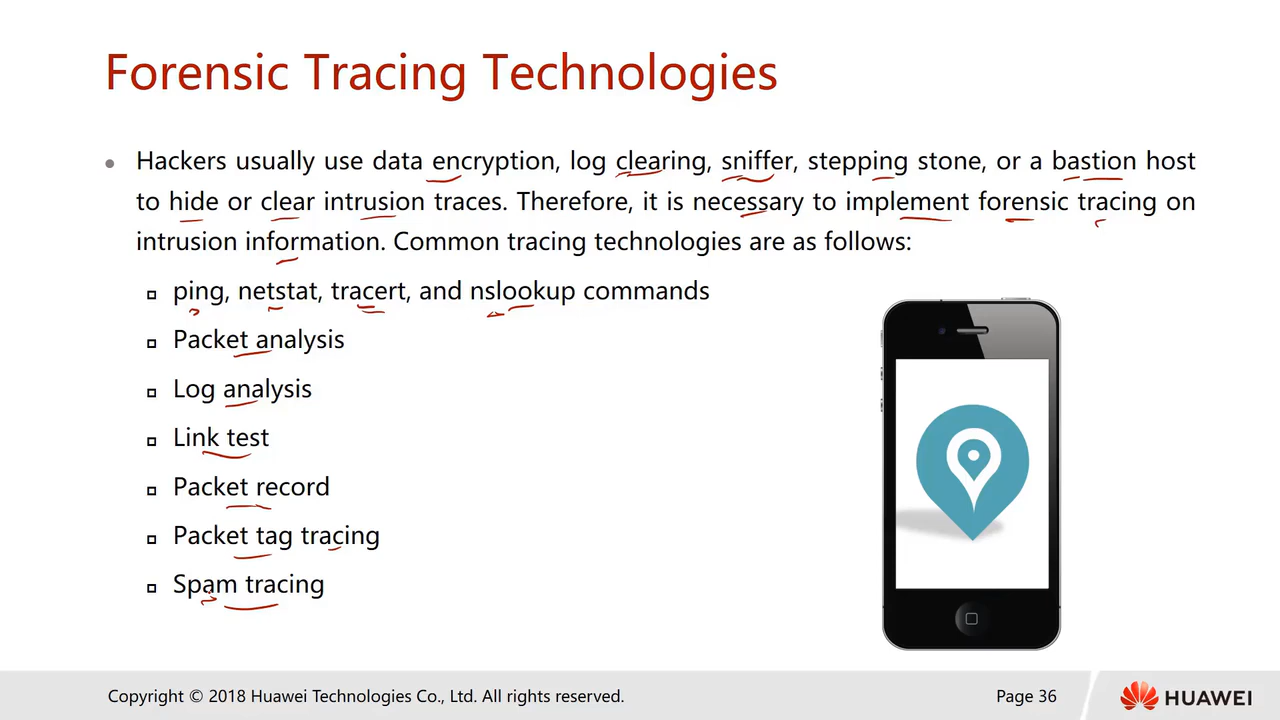 Forensic Tracing Technologies
Hackers usually use data encryption, log clearing, sniffer, stepping stone, or a bastion host
to hide or clear intrusion traces. Therefore, it is necessary to implement forensic tracing on
intrusion information. Common tracing technologies are as follows:
ping, netstat, tracert, and nslookup commands
Packet analysis
Log analysis
Link test
Packet record
Packet tag tracing
Spam tracing
Copyright © 2018 Huawei Technologies Co., Ltd. All rights reserved.
Page 36
HUAWEI